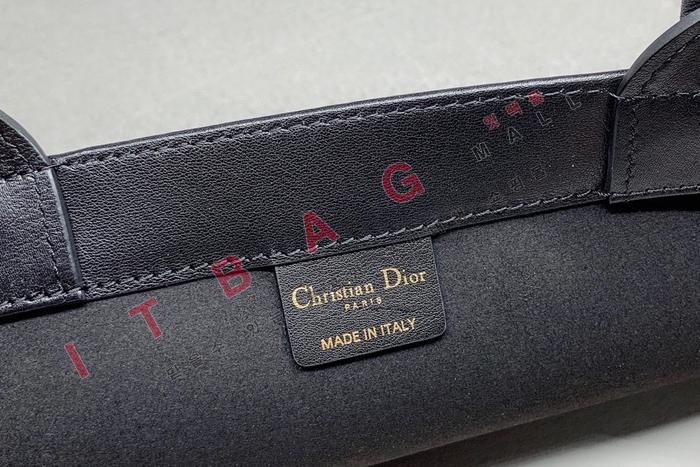 ITBAG
MALL
Christian Dior
PARIS
MADE IN ITALY